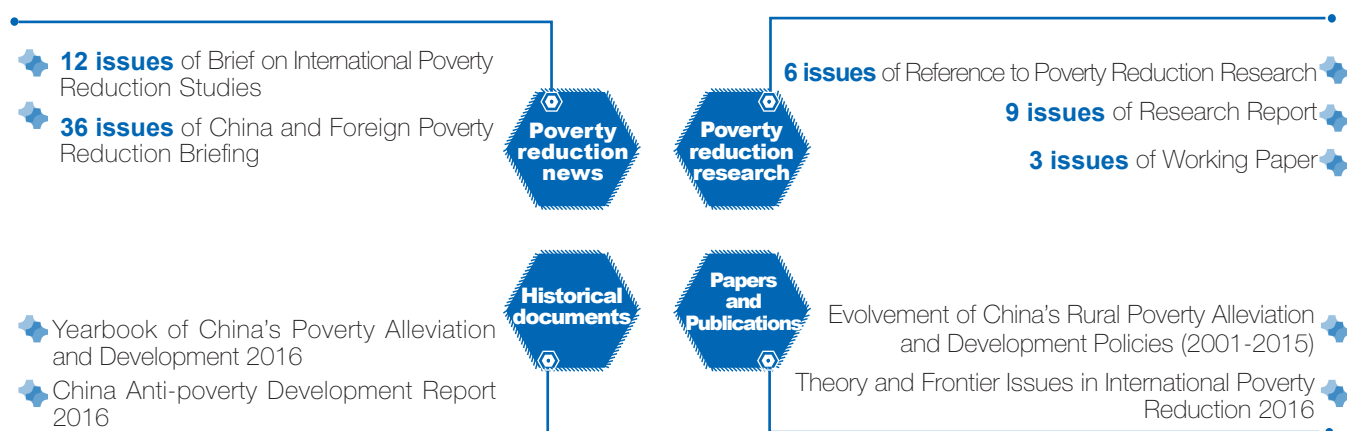 12 issues of Brief on International Poverty
Reduction Studies
36 issues of China and Foreign Poverty
Reduction Briefing
Poverty
reduction
news
Poverty
reduction
research
6 issues of Reference to Poverty Reduction Research
9 issues of Research Report
3 issues of Working Paper
Yearbook of China's Poverty Alleviation
and Development 2016
China Anti-poverty Development Report
2016
Historical
documents
Papers
and
Publications
Evolvement of China's Rural Poverty Alleviation
and Development Policies (2001-2015)
Theory and Frontier Issues in International Poverty
Reduction 2016